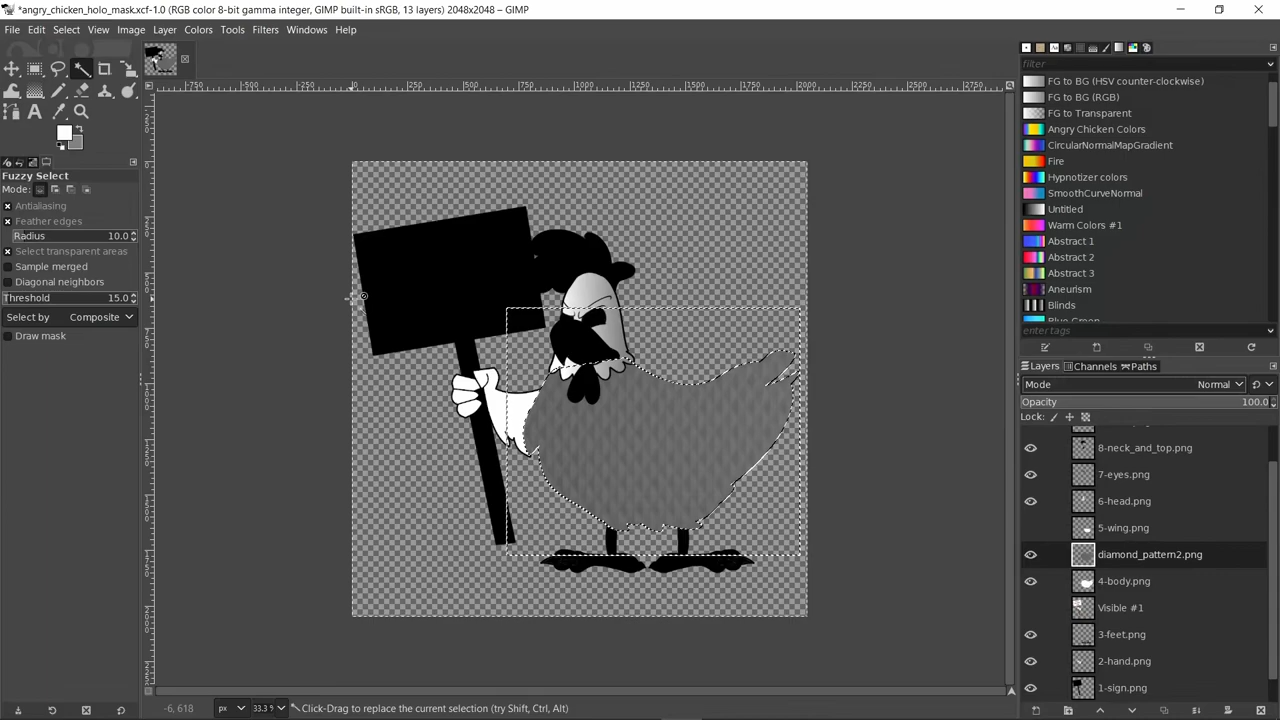 *angry_chicken_holo_mask.xcf-1.0 (RGB color 8-bit gamma integer, GIMP built-in sRGB, 13 layers) 2048x2048 – GIMP
File Edit Select View Image Layer Colors Tools Filters Windows Help
filter
FG to BG (HSV counter-clockwise)
FG to BG (RGB)
FG to Transparent
Angry Chicken Colors
CircularNormalMapGradient
Fire
Hypnotizer colors
SmoothCurveNormal
Untitled
Warm Colors #1
Abstract 1
Abstract 2
Abstract 3
Aneurism
Blinds
Blue Green
enter tags
Fuzzy Select
Mode:
Antialiasing
Feather edges
Radius 10.0
Select transparent areas
Sample merged
Diagonal neighbors
Threshold 15.0
Select by Composite
Draw mask
Layers Channels Paths
Mode Normal
Opacity 100.0
Lock:
8-neck_and_top.png
7-eyes.png
6-head.png
5-wing.png
diamond_pattern2.png
4-body.png
Visible #1
3-feet.png
2-hand.png
1-sign.png
-6, 618 px 33.3 % Click-Drag to replace the current selection (try Shift, Ctrl, Alt)